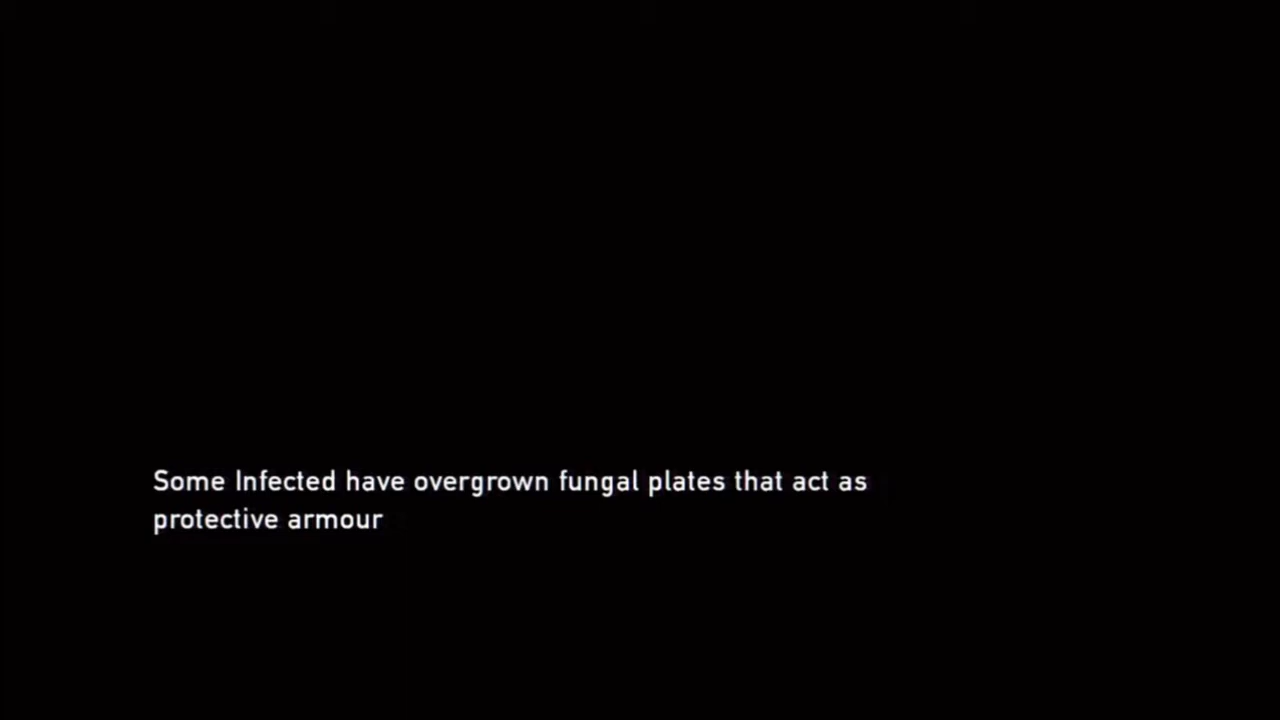 Some Infected have overgrown fungal plates that act as
protective armour